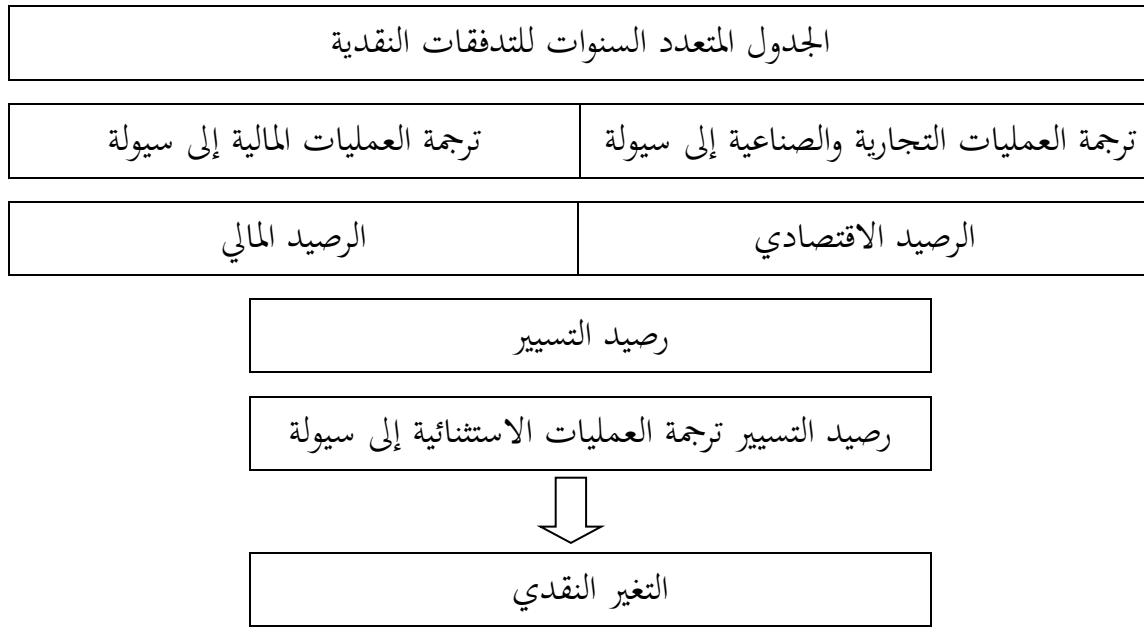 الجدول المتعدد السنوات للتدفقات النقدية
ترجمة العمليات التجارية والصناعية إلى سيولة
ترجمة العمليات المالية إلى سيولة
الرصيد الاقتصادي
الرصيد المالي
رصيد التسيير
رصيد التسيير ترجمة العمليات الاستثنائية إلى سيولة
التغير النقدي